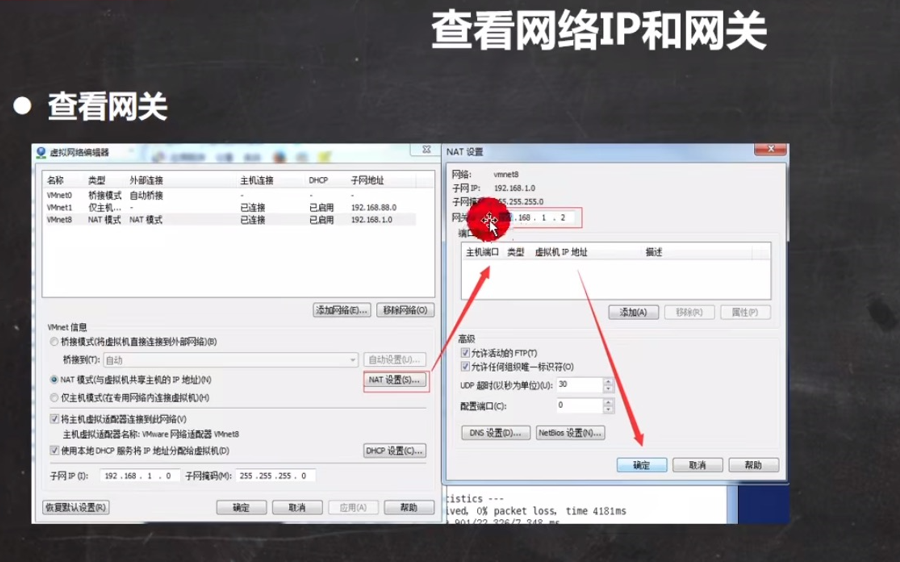 查看网络IP和网关
● 查看网关
虚拟网络编辑器
名称 类型 外部连接 主机连接 DHCP 子网地址
VMnet0 桥接模式 自动桥接 - - -
VMnet1 仅主机... - 已连接 已启用 192.168.88.0
VMnet8 NAT 模式 NAT 模式 已连接 已启用 192.168.1.0
添加网络(E)... 移除网络(O)
VMnet 信息
桥接模式(将虚拟机直接连接到外部网络)(B)
桥接到(T): 自动 自动设置(U)...
NAT 模式(与虚拟机共享主机的 IP 地址)(N) NAT 设置(S)...
仅主机模式(在专用网络内连接虚拟机)(H)
将主机虚拟适配器连接到此网络(V)
主机虚拟适配器名称: VMware 网络适配器 VMnet8
使用本地 DHCP 服务将 IP 地址分配给虚拟机(D) DHCP 设置(C)...
子网 IP (I): 192 .168 . 1 . 0 子网掩码(M): 255 .255 .255 . 0
恢复默认设置(R) 确定 取消 应用(A) 帮助
NAT 设置
网络: vmnet8
子网 IP: 192.168.1.0
子网 55.255.0
网关 .168 . 1 . 2
端口
主机端口 类型 虚拟机 IP 地址 描述
添加(A)... 移除(R) 属性(P)
高级
允许活动的 FTP(T)
允许任何组织唯一标识符(O)
UDP 超时(以秒为单位)(U): 30
配置端口(C): 0
DNS 设置(D)... NetBios 设置(N)...
确定 取消 帮助
tistics ---
ved, 0% packet loss, time 4181ms